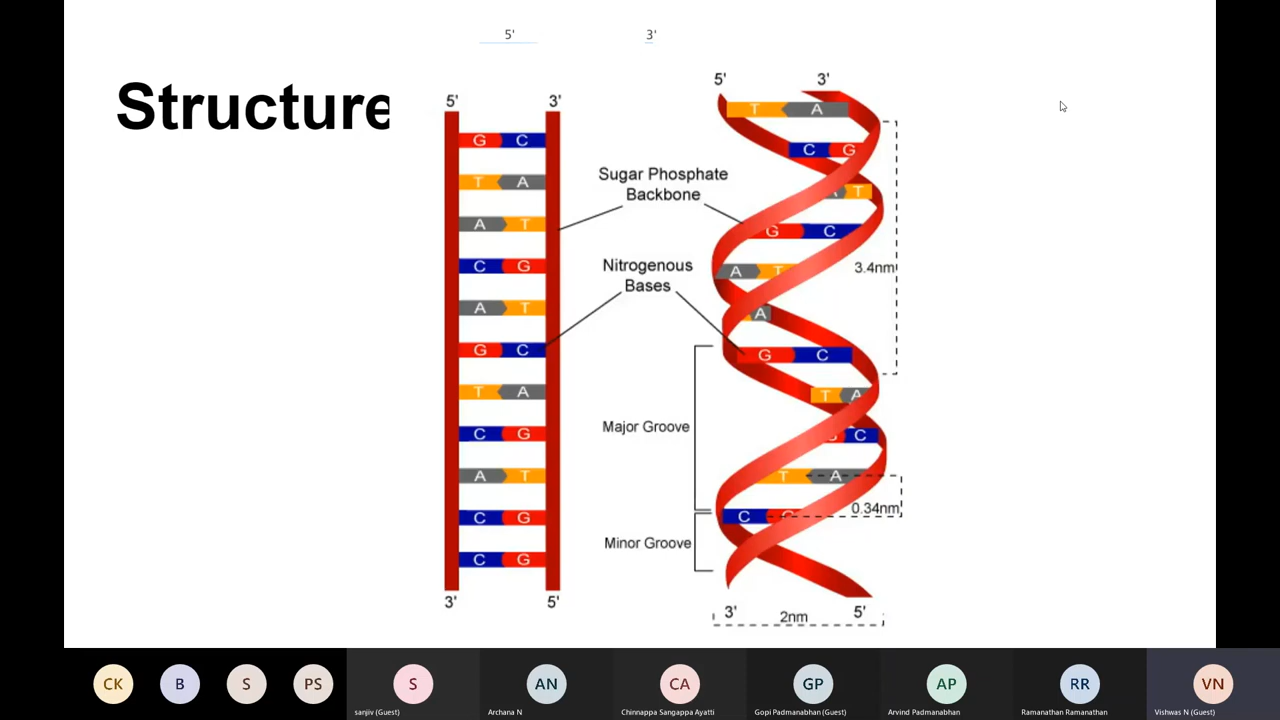 5' 3'
Structure
5' 3'
G C
T A
A T
C G
A T
G C
T A
C G
A T
C G
C G
3' 5'
Sugar Phosphate
Backbone
Nitrogenous
Bases
Major Groove
Minor Groove
5' 3'
T A
C G
A T
G C
A T
A
G C
T A
C
T A
C G
3.4nm
0.34nm
3' 5'
2nm
CK B S PS S AN CA GP AP RR VN
sanjiv (Guest) Archana N Chinnappa Sangappa Ayatti Gopi Padmanabhan (Guest) Arvind Padmanabhan Ramanathan Ramanathan Vishwas N (Guest)